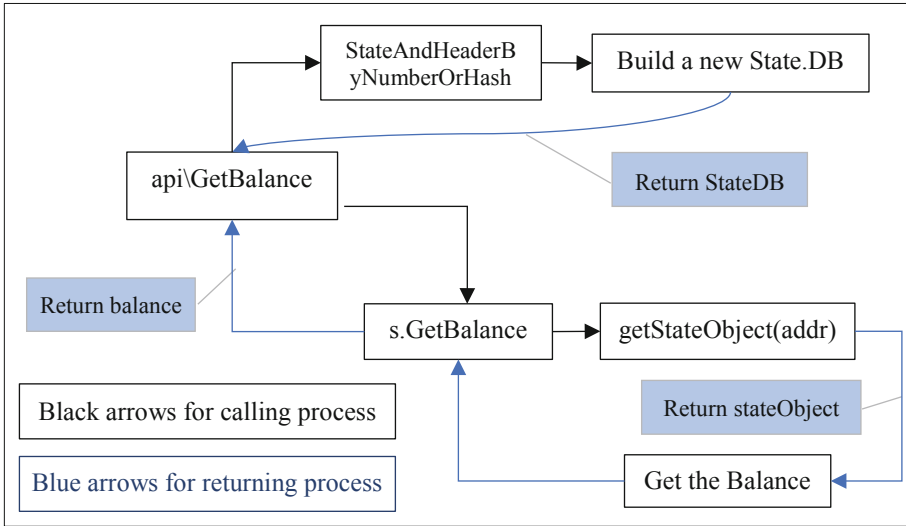 StateAndHeaderB
yNumberOrHash
Build a new State.DB
api\GetBalance
Return StateDB
Return balance
s.GetBalance
getStateObject(addr)
Black arrows for calling process
Return stateObject
Blue arrows for returning process
Get the Balance